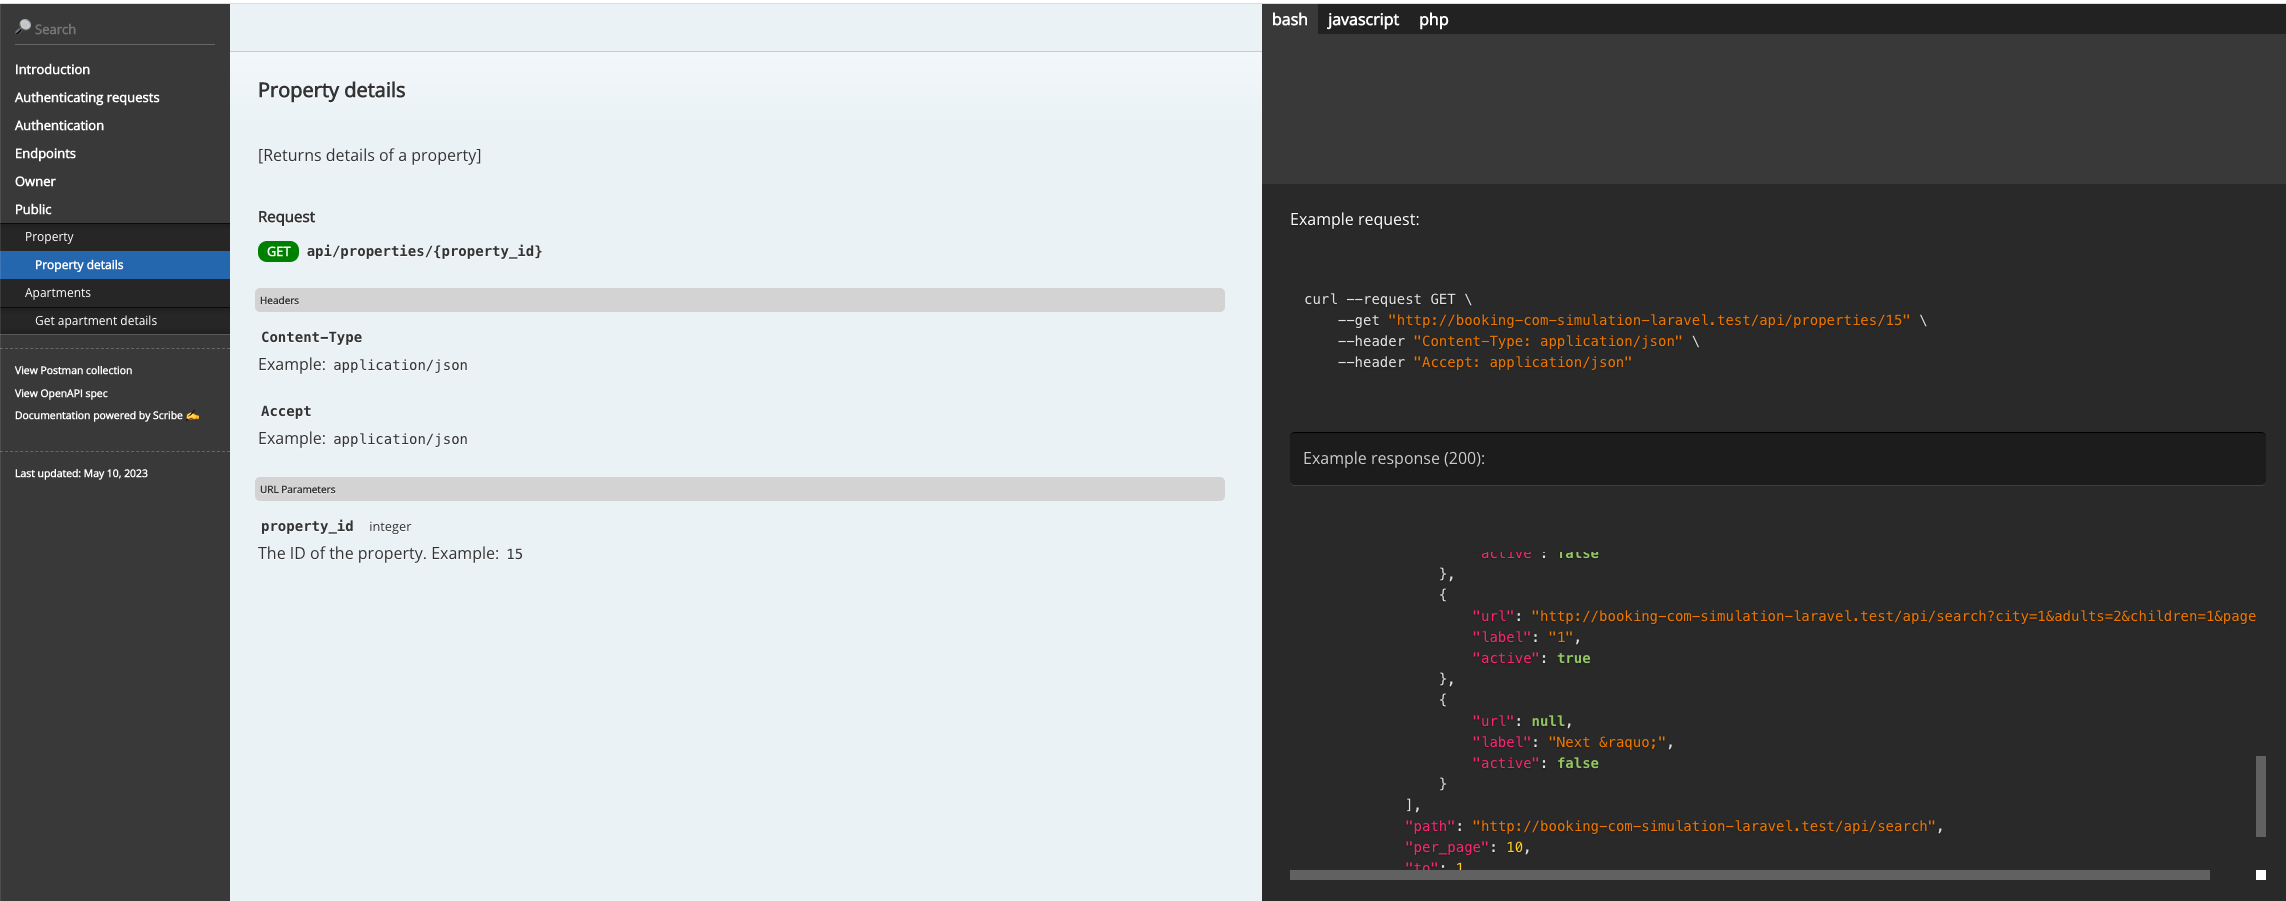 Search
Introduction
Authenticating requests
Authentication
Endpoints
Owner
Public
Property
Property details
Apartments
Get apartment details
View Postman collection
View OpenAPI spec
Documentation powered by Scribe ✍
Last updated: May 10, 2023
Property details
[Returns details of a property]
Request
GET api/properties/{property_id}
Headers
Content-Type
Example: application/json
Accept
Example: application/json
URL Parameters
property_id integer
The ID of the property. Example: 15
bash javascript php
Example request:
curl --request GET \
--get "http://booking-com-simulation-laravel.test/api/properties/15" \
--header "Content-Type: application/json" \
--header "Accept: application/json"
Example response (200):
"active": false
},
{
"url": "http://booking-com-simulation-laravel.test/api/search?city=1&adults=2&children=1&page
"label": "1",
"active": true
},
{
"url": null,
"label": "Next &raquo;",
"active": false
}
],
"path": "http://booking-com-simulation-laravel.test/api/search",
"per_page": 10,
"to": 1